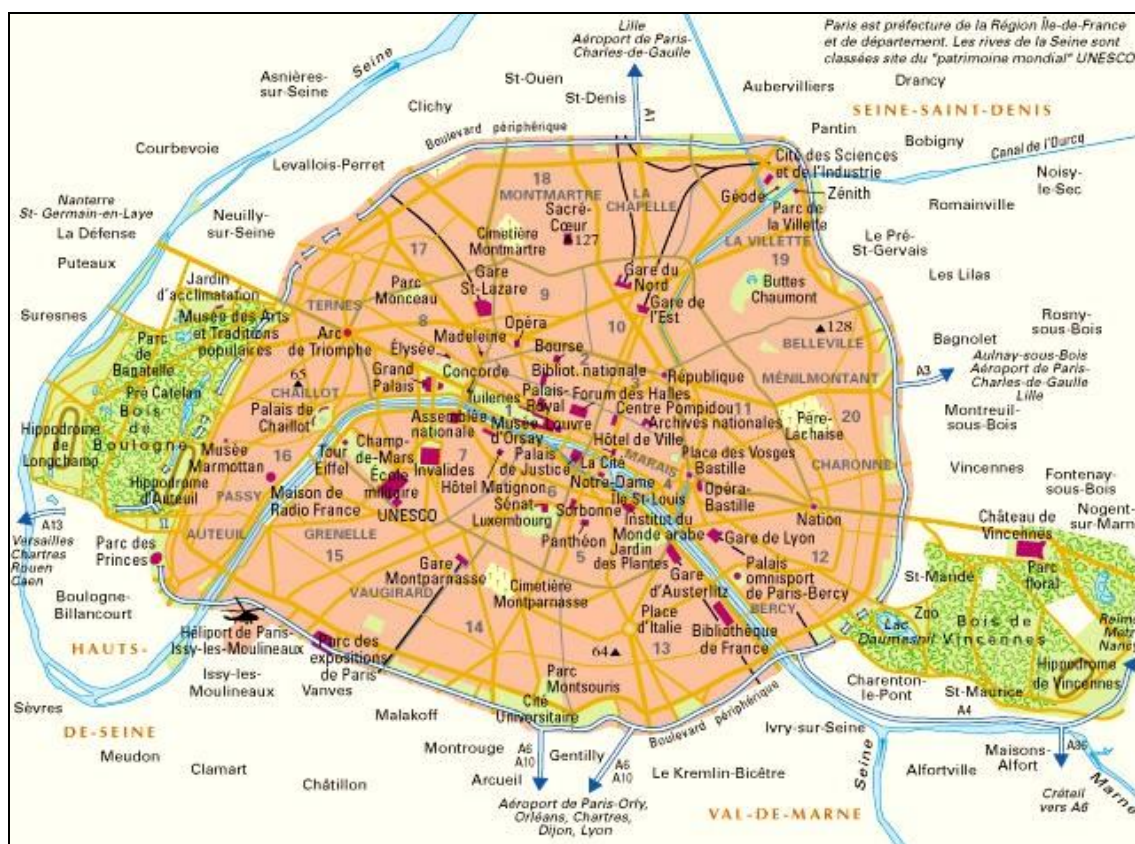 Lille
Aéroport de Paris-
Charles-de-Gaulle
Paris est préfecture de la Région Île-de-France
et de département. Les rives de la Seine sont
classées site du "patrimoine mondial" UNESCO
Seine
Asnières-
sur-Seine
St-Ouen
St-Denis
A1
Aubervilliers
Drancy
SEINE-SAINT-DENIS
Clichy
Boulevard périphérique
Pantin
Bobigny
Canal de l'Ourcq
Courbevoie
Levallois-Perret
Cité des Sciences
et de l'Industrie
Noisy-
le-Sec
18
MONTMARTRE
LA
CHAPELLE
Géode
Zénith
Nanterre
St- Germain-en-Laye
La Défense
Neuilly-
sur-Seine
Sacré-
Cœur
127
Parc de
la Villette
Romainville
Cimetière
Montmartre
LA VILLETTE
Le Pré-
St-Gervais
Puteaux
17
19
Jardin
d'acclimatation
Parc
Monceau
Gare
St-Lazare
9
Gare du
Nord
Buttes
Chaumont
Les Lilas
Suresnes
Musée des Arts
et Traditions
populaires
TERNES
8
Gare de
l'Est
Arc
de Triomphe
Madeleine
Opéra
10
128
BELLEVILLE
Rosny-
sous-Bois
Bagnolet
Parc
de
Bagatelle
Élysée
Bourse
2
Bibliot. nationale
République
A3
Aulnay-sous-Bois
Aéroport de Paris-
Charles-de-Gaulle
Lille
65
CHAILLOT
Grand
Palais
Concorde
Tuileries
Palais-
Royal
3
Forum des Halles
MÉNILMONTANT
Pré Catelan
Bois
de
Boulogne
Palais de
Chaillot
Assemblée
nationale
1
Musée
d'Orsay
Louvre
Centre Pompidou
Archives nationales
11
20
Père-
Lachaise
Montreuil-
sous-Bois
Hippodrome
de
Longchamp
Hôtel de Ville
Musée
Marmottan
16
Tour
Eiffel
Champ-
de-Mars
École
militaire
Invalides
7
Palais
de Justice
La Cité
MARAIS
4
Place des Vosges
Bastille
CHARONNE
Vincennes
Hippodrome
d'Auteuil
PASSY
Maison de
Radio France
UNESCO
Hôtel Matignon
Notre-Dame
Île St-Louis
Opéra-
Bastille
Fontenay-
sous-Bois
6
Sénat
Luxembourg
Sorbonne
Nation
Nogent-
sur-Marn
A13
Versailles
Chartres
Rouen
Caen
AUTEUIL
GRENELLE
15
Panthéon
5
Institut du
Monde arabe
Gare de Lyon
Château de
Vincennes
Parc des
Princes
Gare
Montparnasse
Jardin
des Plantes
12
Palais
omnisport
de Paris-Bercy
St-Mandé
Parc
floral
VAUGIRARD
Cimetière
Montparnasse
Gare
d'Austerlitz
BERCY
Boulogne-
Billancourt
Place
d'Italie
Bibliothèque
de France
Zoo
Bois de
Vincennes
Lac
Daumesnil
Reims
Metz
Nancy
Héliport de Paris-
Issy-les-Moulineaux
14
13
64
HAUTS-
DE-SEINE
Parc des
expositions
de Paris
Issy-les-
Moulineaux
Vanves
Parc
Montsouris
Hippodrome
de Vincennes
Charenton-
le-Pont
St-Maurice
A4
Sèvres
Cité
Universitaire
Boulevard périphérique
Malakoff
Ivry-sur-Seine
Meudon
Montrouge
A6
A10
Gentilly
A6
A10
Seine
Maisons-
Alfort
A86
Clamart
Arcueil
Le Kremlin-Bicêtre
Alfortville
Marne
Châtillon
Aéroport de Paris-Orly,
Orléans, Chartres,
Dijon, Lyon
VAL-DE-MARNE
Créteil
vers A6